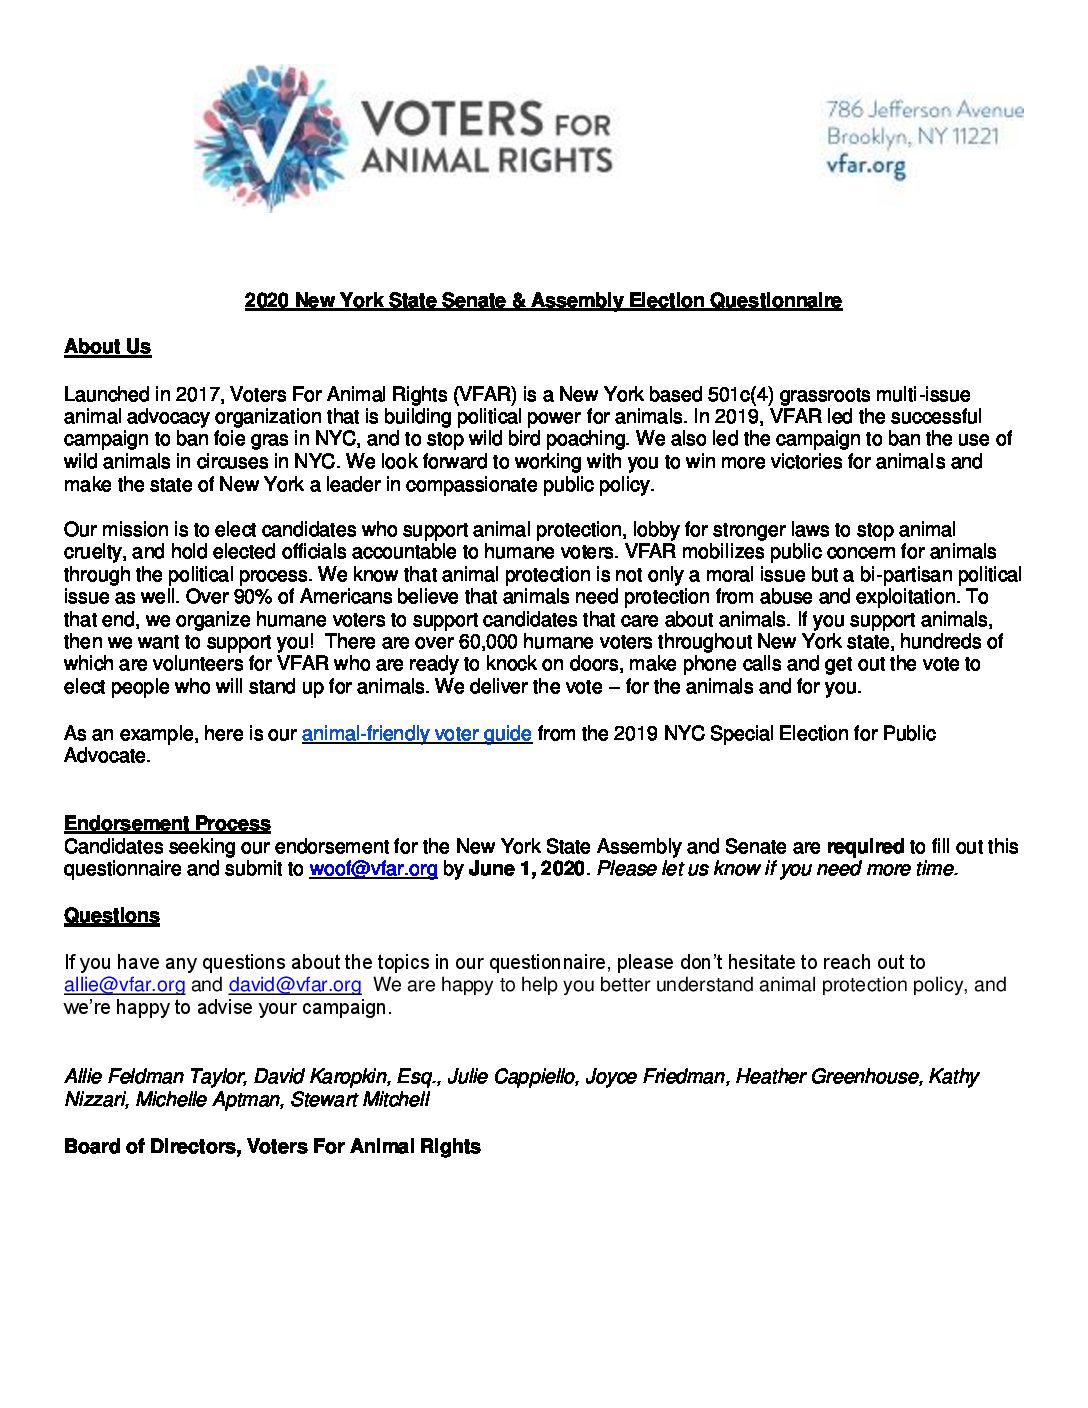 VOTERS FOR
ANIMAL RIGHTS
786 Jefferson Avenue
Brooklyn, NY 11221
vfar.org
2020 New York State Senate & Assembly Election Questionnaire
About Us
Launched in 2017, Voters For Animal Rights (VFAR) is a New York based 501c(4) grassroots multi-issue
animal advocacy organization that is building political power for animals. In 2019, VFAR led the successful
campaign to ban foie gras in NYC, and to stop wild bird poaching. We also led the campaign to ban the use of
wild animals in circuses in NYC. We look forward to working with you to win more victories for animals and
make the state of New York a leader in compassionate public policy.
Our mission is to elect candidates who support animal protection, lobby for stronger laws to stop animal
cruelty, and hold elected officials accountable to humane voters. VFAR mobilizes public concern for animals
through the political process. We know that animal protection is not only a moral issue but a bi-partisan political
issue as well. Over 90% of Americans believe that animals need protection from abuse and exploitation. To
that end, we organize humane voters to support candidates that care about animals. If you support animals,
then we want to support you!  There are over 60,000 humane voters throughout New York state, hundreds of
which are volunteers for VFAR who are ready to knock on doors, make phone calls and get out the vote to
elect people who will stand up for animals. We deliver the vote – for the animals and for you.
As an example, here is our animal-friendly voter guide from the 2019 NYC Special Election for Public
Advocate.
Endorsement Process
Candidates seeking our endorsement for the New York State Assembly and Senate are required to fill out this
questionnaire and submit to woof@vfar.org by June 1, 2020. Please let us know if you need more time.
Questions
If you have any questions about the topics in our questionnaire, please don’t hesitate to reach out to
allie@vfar.org and david@vfar.org  We are happy to help you better understand animal protection policy, and
we’re happy to advise your campaign.
Allie Feldman Taylor, David Karopkin, Esq., Julie Cappiello, Joyce Friedman, Heather Greenhouse, Kathy
Nizzari, Michelle Aptman, Stewart Mitchell
Board of Directors, Voters For Animal Rights